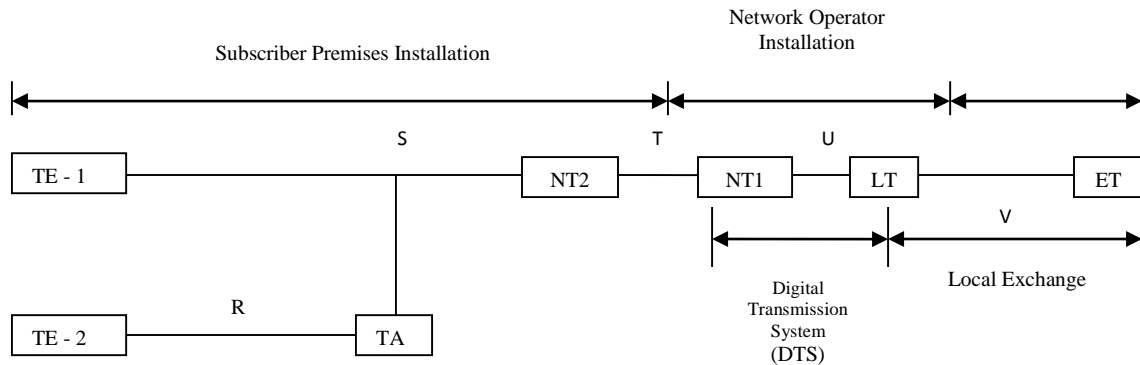 Network Operator
Installation
Subscriber Premises Installation
S
T
U
TE - 1
NT2
NT1
LT
ET
V
Local Exchange
Digital
Transmission
System
(DTS)
R
TE - 2
TA